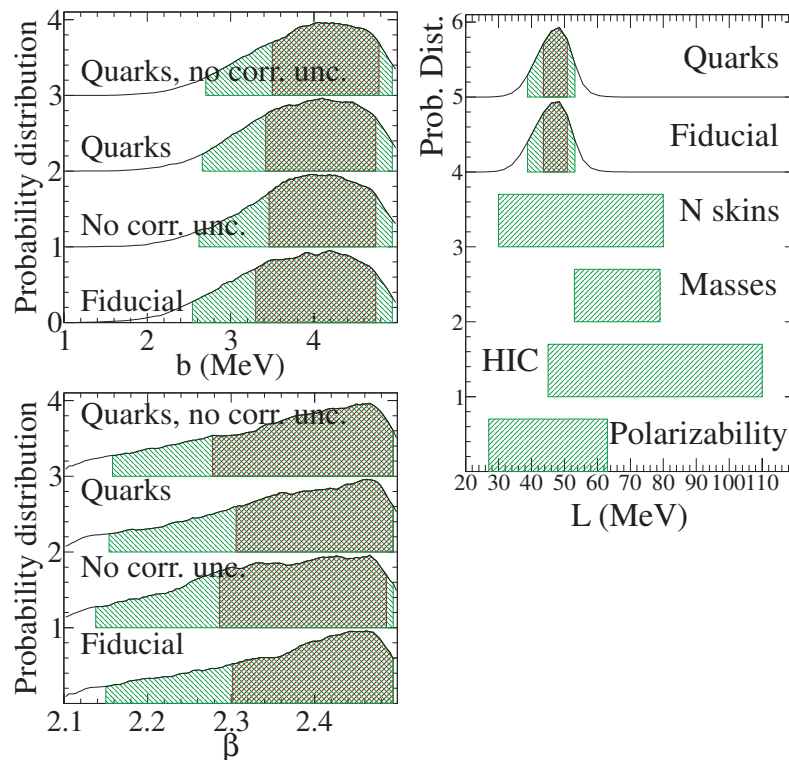 Probability distribution
4
3
2
1
0
Quarks, no corr. unc.
Quarks
No corr. unc.
Fiducial
1 2 3 4
b (MeV)
Probability distribution
4
3
2
1
Quarks, no corr. unc.
Quarks
No corr. unc.
Fiducial
2.1 2.2 2.3 2.4
β
Prob. Dist.
6
5
4
3
2
1
Quarks
Fiducial
N skins
Masses
HIC
Polarizability
20 30 40 50 60 70 80 90 100 110
L (MeV)